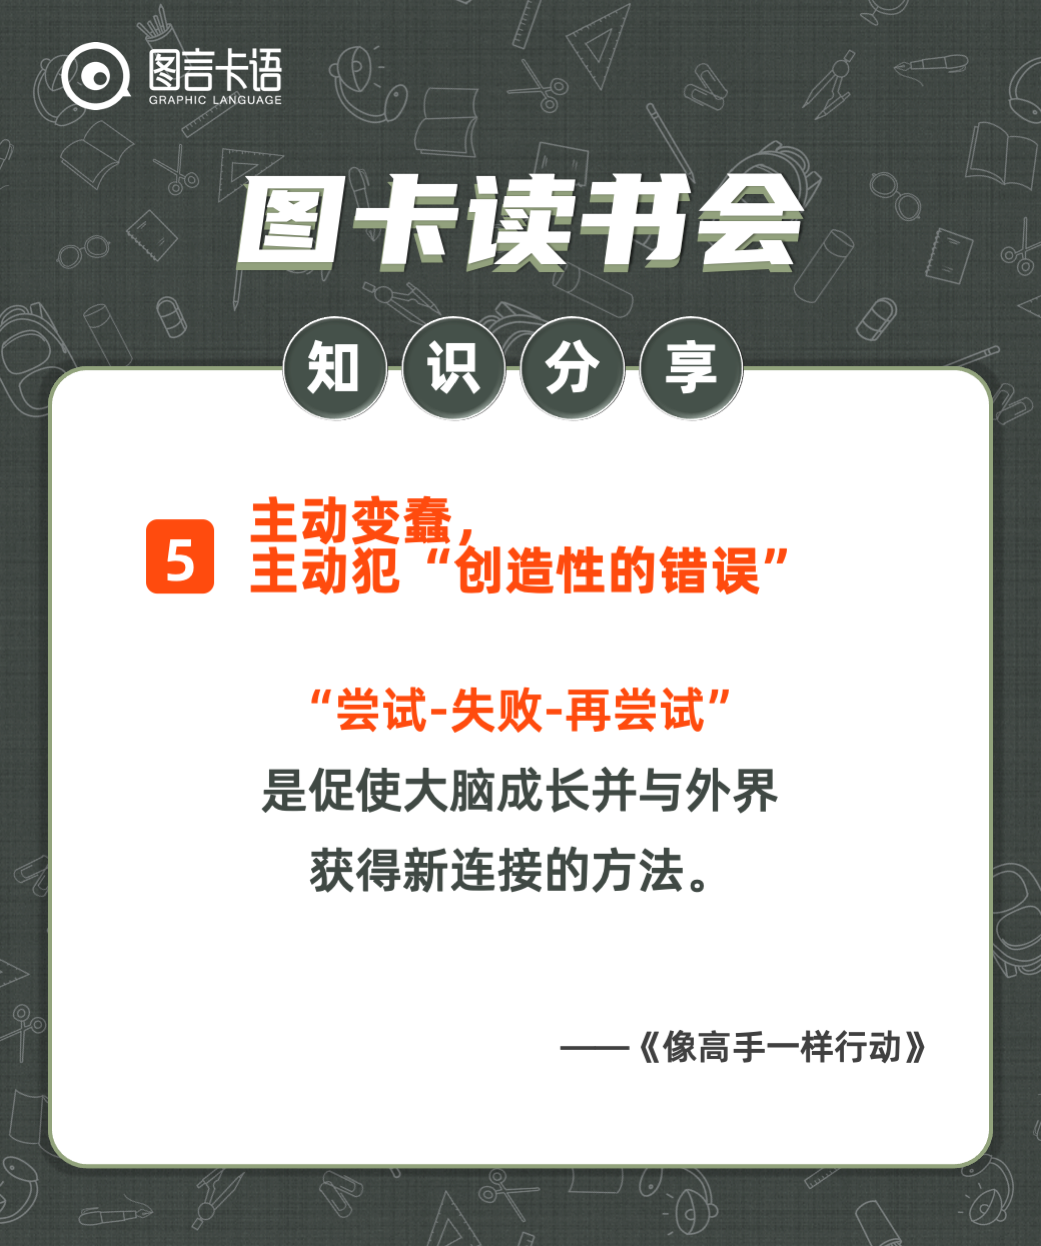 图言卡语
GRAPHIC LANGUAGE
图卡读书会
知识分享
5
主动变蠢，
主动犯“创造性的错误”
“尝试-失败-再尝试”
是促使大脑成长并与外界
获得新连接的方法。
——《像高手一样行动》